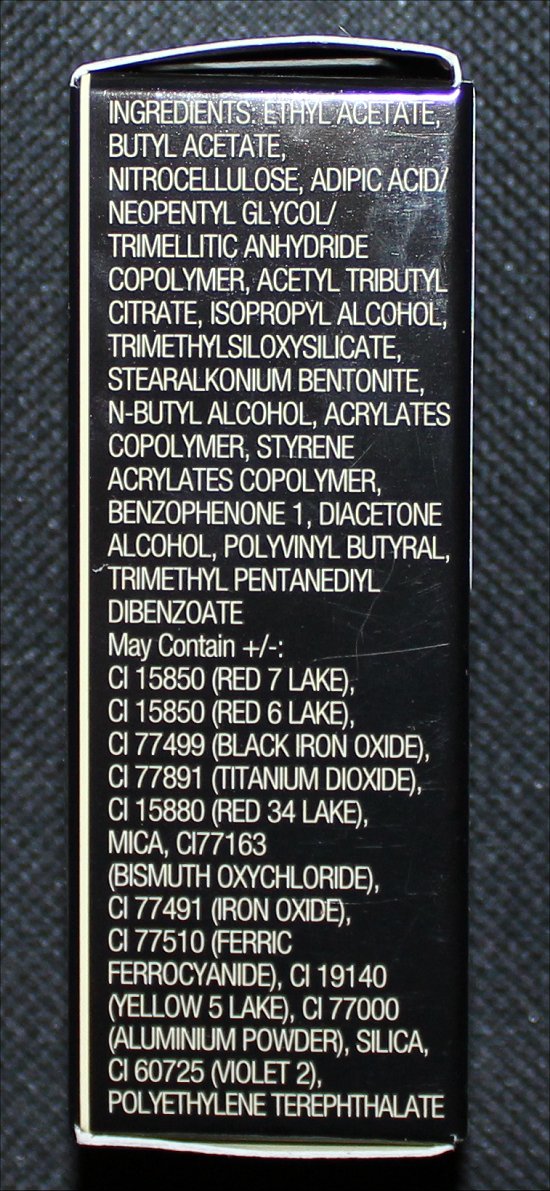 INGREDIENTS: ETHYL ACETATE,
BUTYL ACETATE,
NITROCELLULOSE, ADIPIC ACID/
NEOPENTYL GLYCOL/
TRIMELLITIC ANHYDRIDE
COPOLYMER, ACETYL TRIBUTYL
CITRATE, ISOPROPYL ALCOHOL,
TRIMETHYLSILOXYSILICATE,
STEARALKONIUM BENTONITE,
N-BUTYL ALCOHOL, ACRYLATES
COPOLYMER, STYRENE
ACRYLATES COPOLYMER,
BENZOPHENONE 1, DIACETONE
ALCOHOL, POLYVINYL BUTYRAL,
TRIMETHYL PENTANEDIYL
DIBENZOATE
May Contain +/-:
CI 15850 (RED 7 LAKE),
CI 15850 (RED 6 LAKE),
CI 77499 (BLACK IRON OXIDE),
CI 77891 (TITANIUM DIOXIDE),
CI 15880 (RED 34 LAKE),
MICA, CI77163
(BISMUTH OXYCHLORIDE),
CI 77491 (IRON OXIDE),
CI 77510 (FERRIC
FERROCYANIDE), CI 19140
(YELLOW 5 LAKE), CI 77000
(ALUMINIUM POWDER), SILICA,
CI 60725 (VIOLET 2),
POLYETHYLENE TEREPHTHALATE